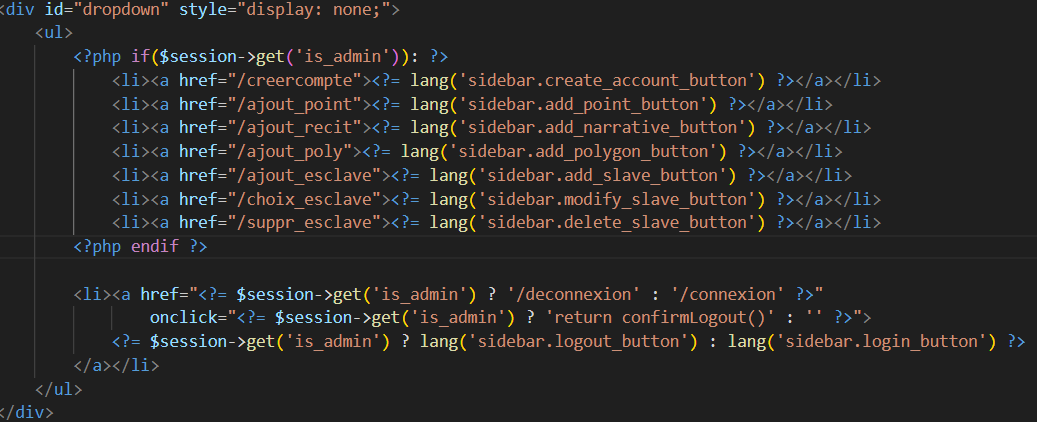 <div id="dropdown" style="display: none;">
<ul>
<?php if($session->get('is_admin')): ?>
<li><a href="/creercompte"><?= lang('sidebar.create_account_button') ?></a></li>
<li><a href="/ajout_point"><?= lang('sidebar.add_point_button') ?></a></li>
<li><a href="/ajout_recit"><?= lang('sidebar.add_narrative_button') ?></a></li>
<li><a href="/ajout_poly"><?= lang('sidebar.add_polygon_button') ?></a></li>
<li><a href="/ajout_esclave"><?= lang('sidebar.add_slave_button') ?></a></li>
<li><a href="/choix_esclave"><?= lang('sidebar.modify_slave_button') ?></a></li>
<li><a href="/suppr_esclave"><?= lang('sidebar.delete_slave_button') ?></a></li>
<?php endif ?>
<li><a href="<?= $session->get('is_admin') ? '/deconnexion' : '/connexion' ?>"
onclick="<?= $session->get('is_admin') ? 'return confirmLogout()' : '' ?>">
<?= $session->get('is_admin') ? lang('sidebar.logout_button') : lang('sidebar.login_button') ?>
</a></li>
</ul>
</div>